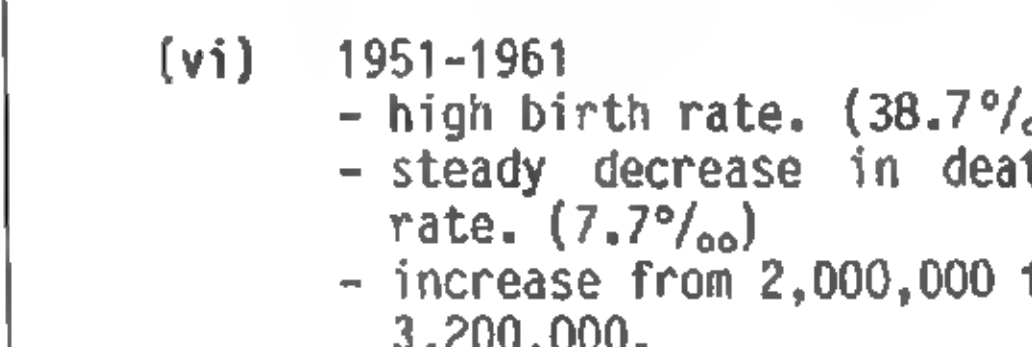 (vi) 1951-1961
- high birth rate. (38.7°/
- steady decrease in
rate. (7.7°/₀₀)
- increase from 2,000,000
3,200,000.